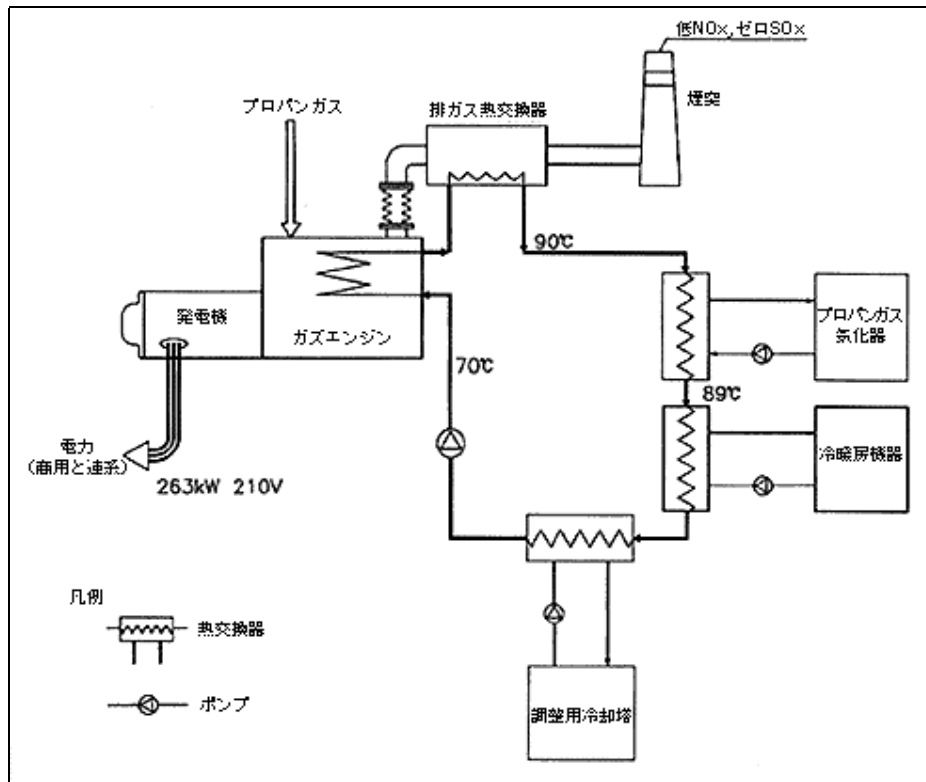 低NOx,ゼロSOx
煙突
プロパンガス
排ガス熱交換器
90℃
発電機
ガスエンジン
プロパンガス
気化器
70℃
89℃
電力
(商用と連系)
263kW 210V
冷暖房機器
凡例
熱交換器
ポンプ
調整用冷却塔